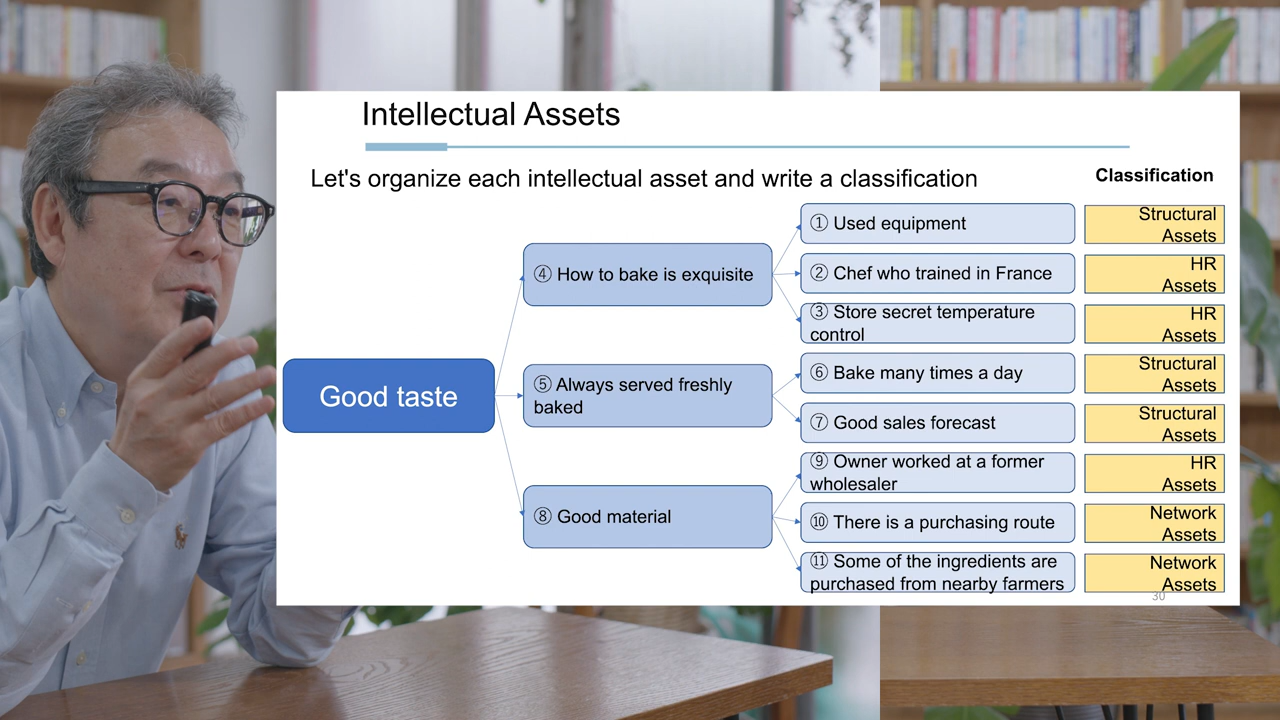 Intellectual Assets
Let's organize each intellectual asset and write a classification
Classification
Good taste
④ How to bake is exquisite
① Used equipment
Structural
Assets
② Chef who trained in France
HR
Assets
③ Store secret temperature
control
HR
Assets
⑤ Always served freshly
baked
⑥ Bake many times a day
Structural
Assets
⑦ Good sales forecast
Structural
Assets
⑧ Good material
⑨ Owner worked at a former
wholesaler
HR
Assets
⑩ There is a purchasing route
Network
Assets
⑪ Some of the ingredients are
purchased from nearby farmers
Network
Assets
30